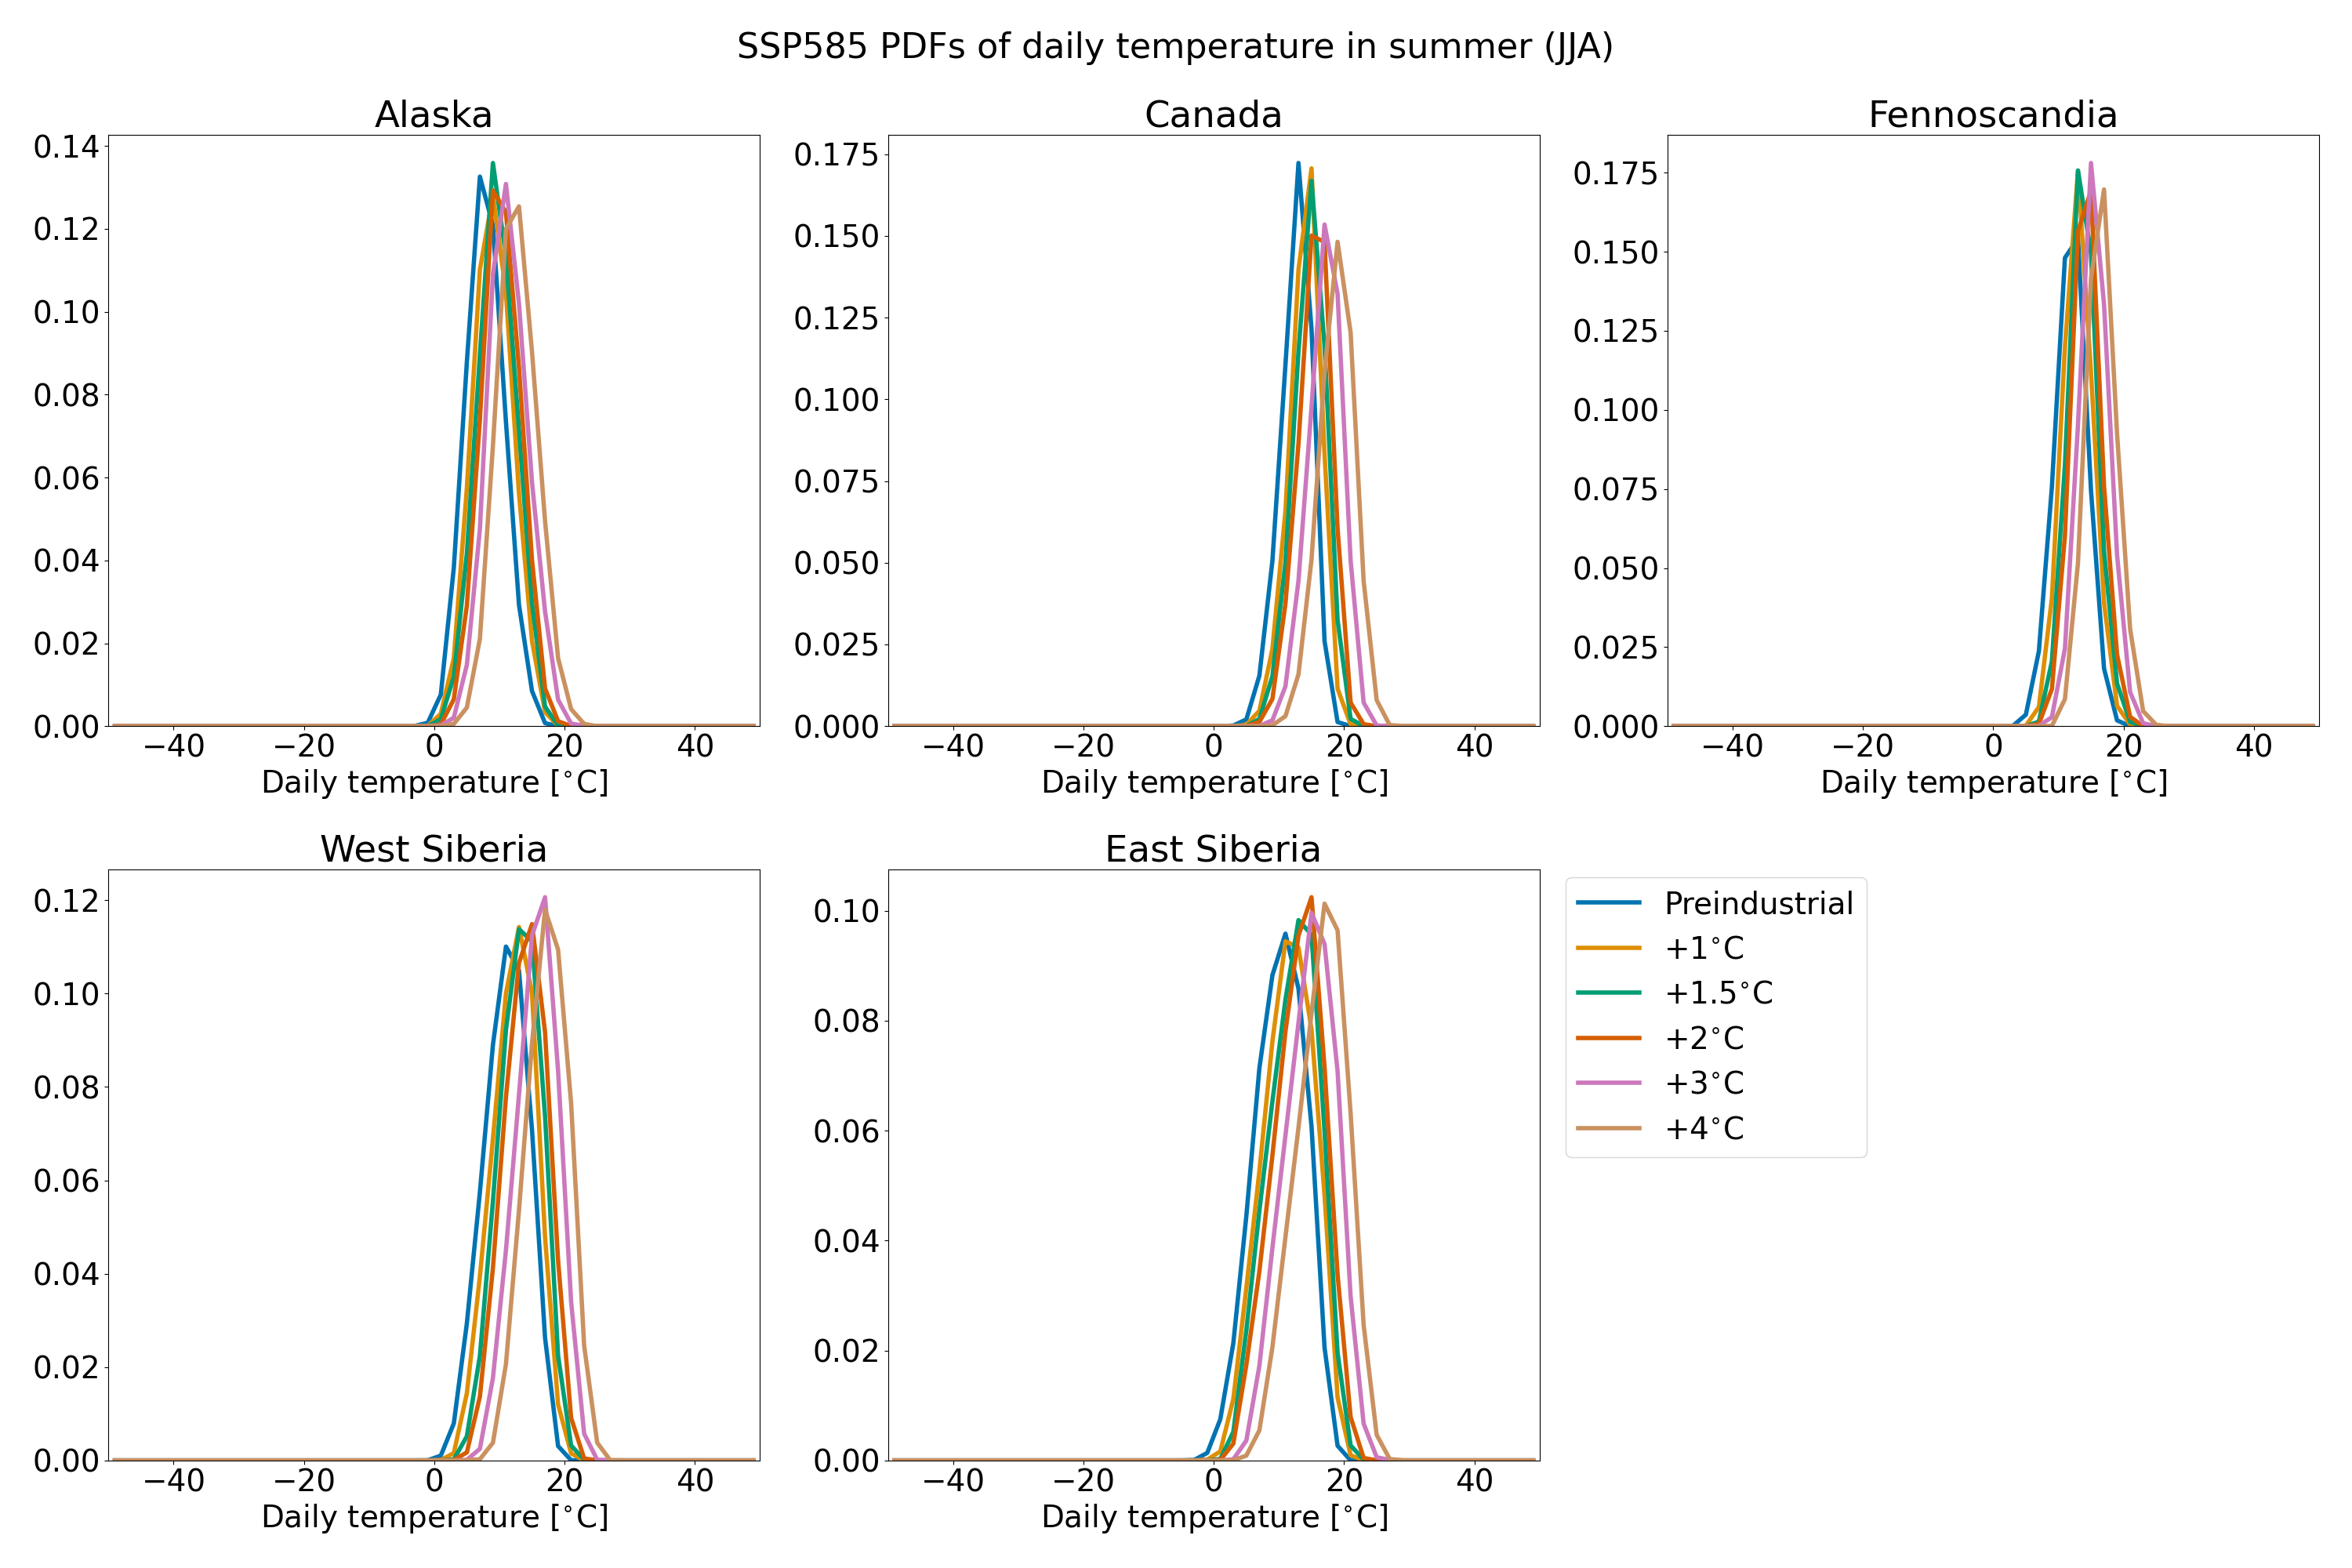 SSP585 PDFs of daily temperature in summer (JJA)
Alaska
0.14
0.12
0.10
0.08
0.06
0.04
0.02
0.00
−40 −20 0 20 40
Daily temperature [°C]
Canada
0.175
0.150
0.125
0.100
0.075
0.050
0.025
0.000
−40 −20 0 20 40
Daily temperature [°C]
Fennoscandia
0.175
0.150
0.125
0.100
0.075
0.050
0.025
0.000
−40 −20 0 20 40
Daily temperature [°C]
West Siberia
0.12
0.10
0.08
0.06
0.04
0.02
0.00
−40 −20 0 20 40
Daily temperature [°C]
East Siberia
0.10
0.08
0.06
0.04
0.02
0.00
−40 −20 0 20 40
Daily temperature [°C]
Preindustrial
+1°C
+1.5°C
+2°C
+3°C
+4°C